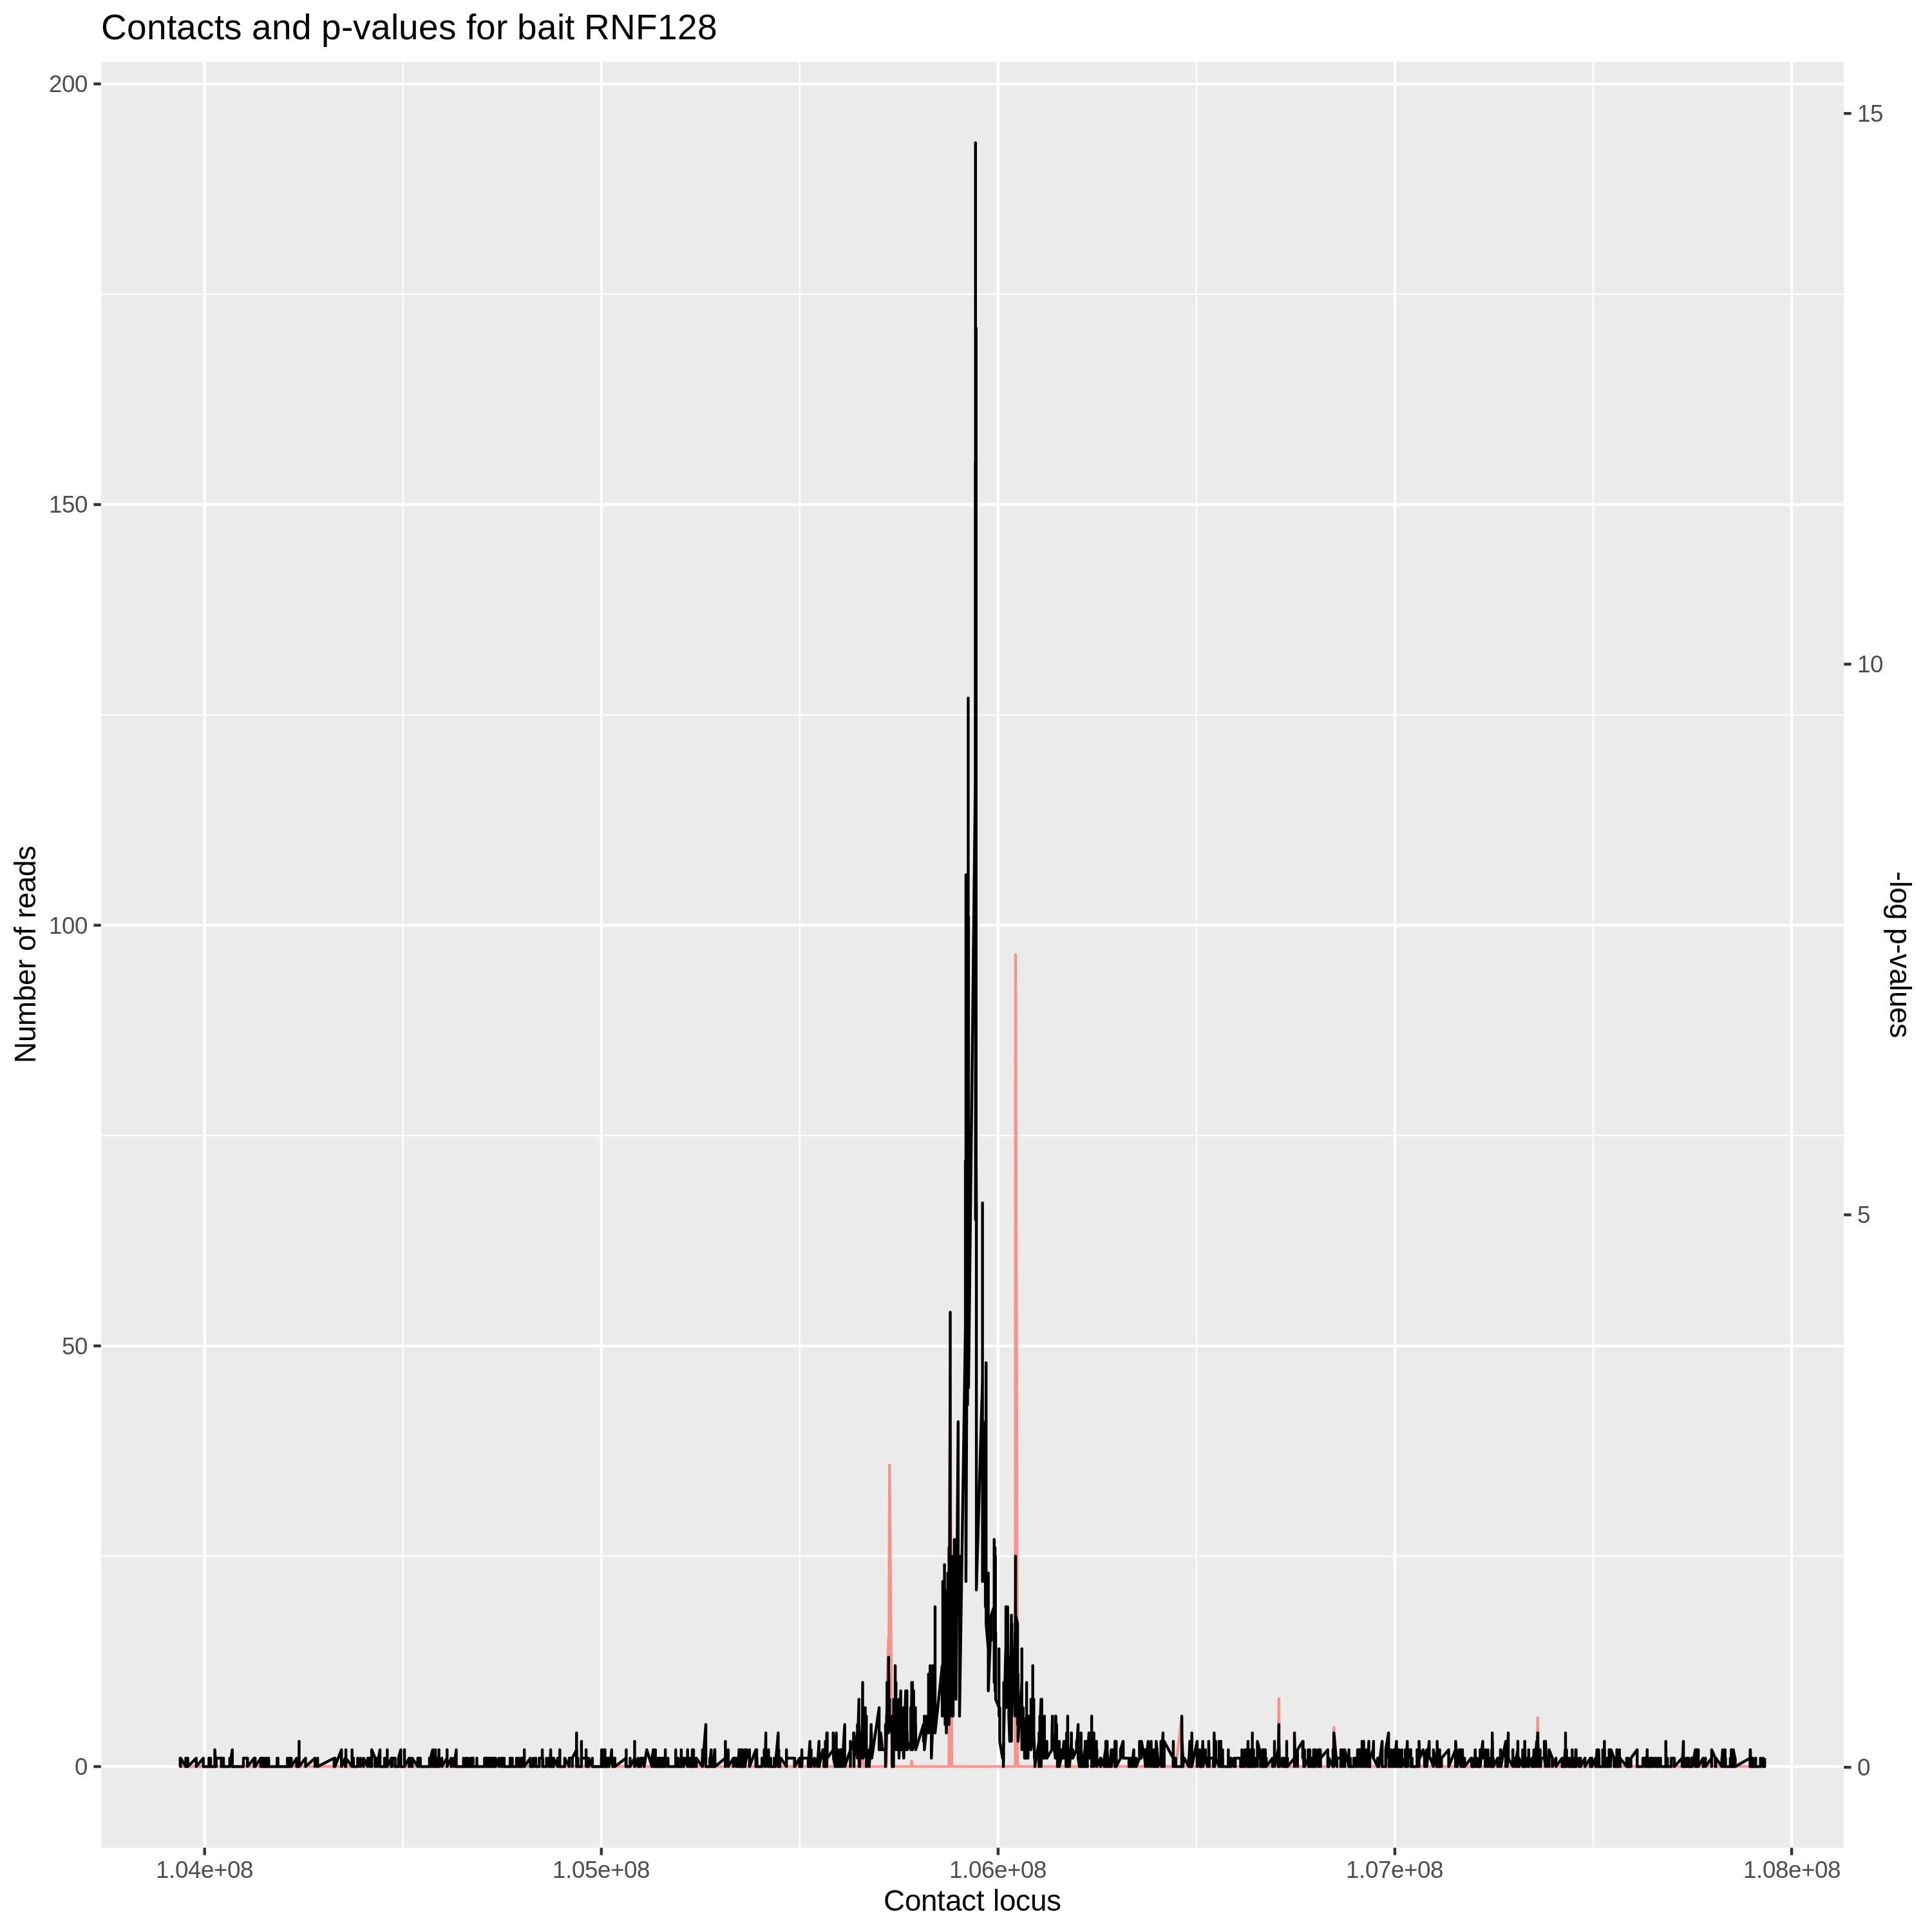 Contacts and p-values for bait RNF128
200
150
100
50
0
15
10
5
0
Number of reads
-log p-values
1.04e+08
1.05e+08
1.06e+08
1.07e+08
1.08e+08
Contact locus